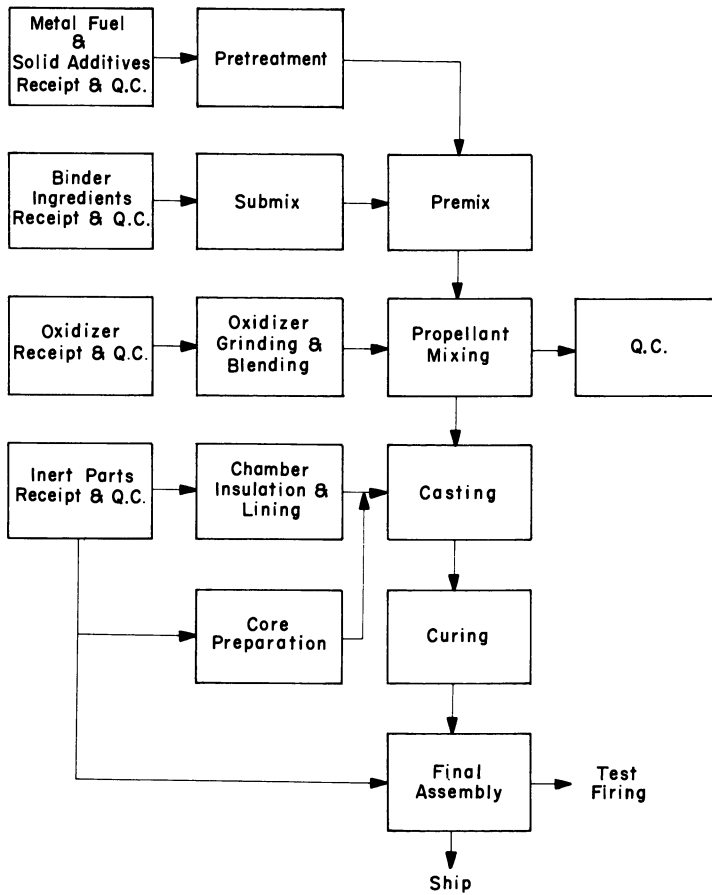 Metal Fuel
&
Solid Additives
Receipt & Q.C.
Pretreatment
Binder
Ingredients
Receipt & Q.C.
Submix
Premix
Oxidizer
Receipt & Q.C.
Oxidizer
Grinding &
Blending
Propellant
Mixing
Q.C.
Inert Parts
Receipt & Q.C.
Chamber
Insulation &
Lining
Casting
Core
Preparation
Curing
Final
Assembly
Test
Firing
Ship